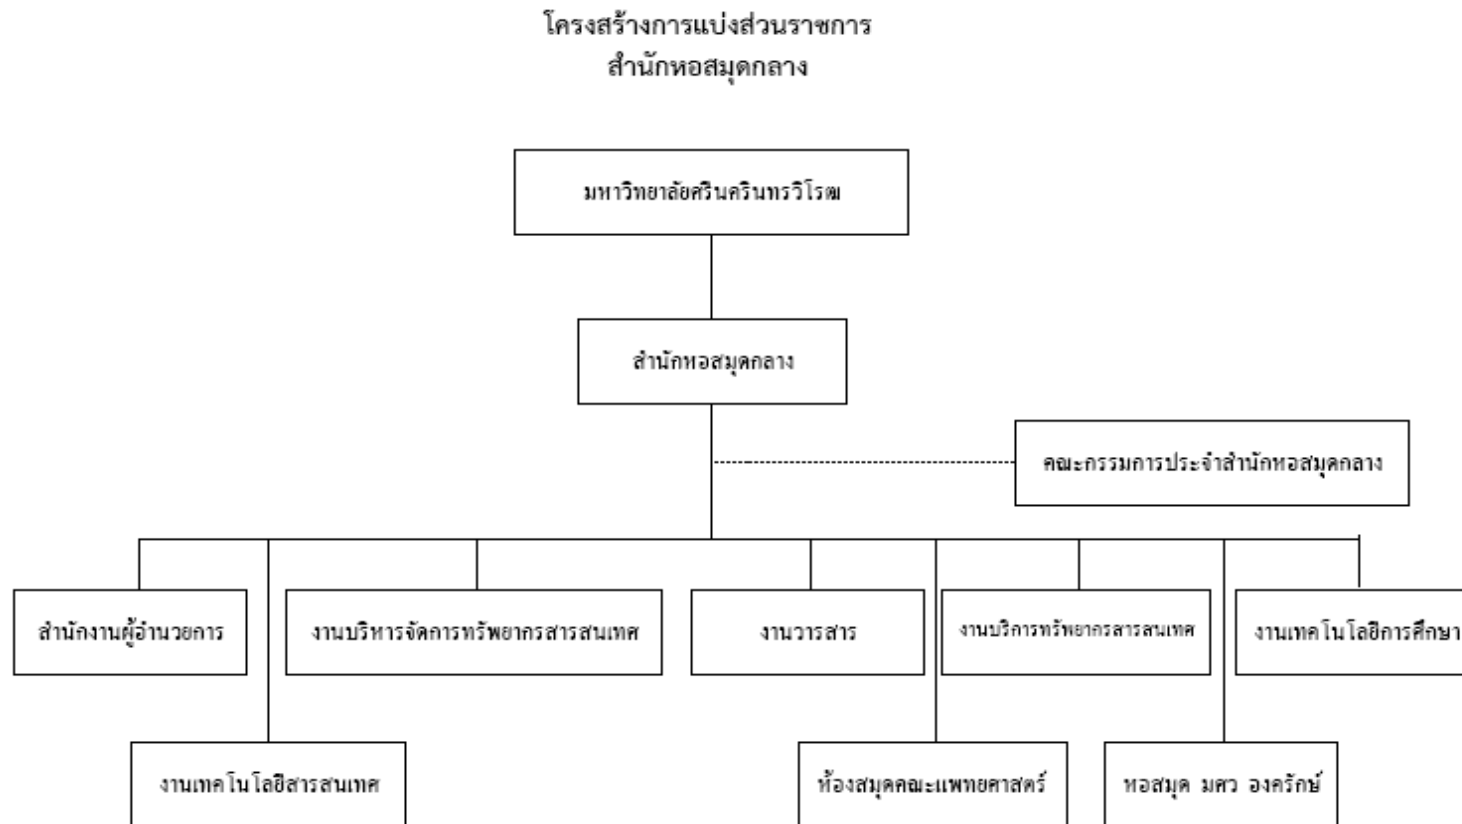 โครงสร้างการแบ่งส่วนราชการ
สำนักหอสมุดกลาง
มหาวิทยาลัยศรีนครินทรวิโรฒ
สำนักหอสมุดกลาง
คณะกรรมการประจำสำนักหอสมุดกลาง
สำนักงานผู้อำนวยการ
งานบริหารจัดการทรัพยากรสารสนเทศ
งานวารสาร
งานบริการทรัพยากรสารสนเทศ
งานเทคโนโลยีการศึกษา
งานเทคโนโลยีสารสนเทศ
ห้องสมุดคณะแพทยศาสตร์
หอสมุด มศว องครักษ์